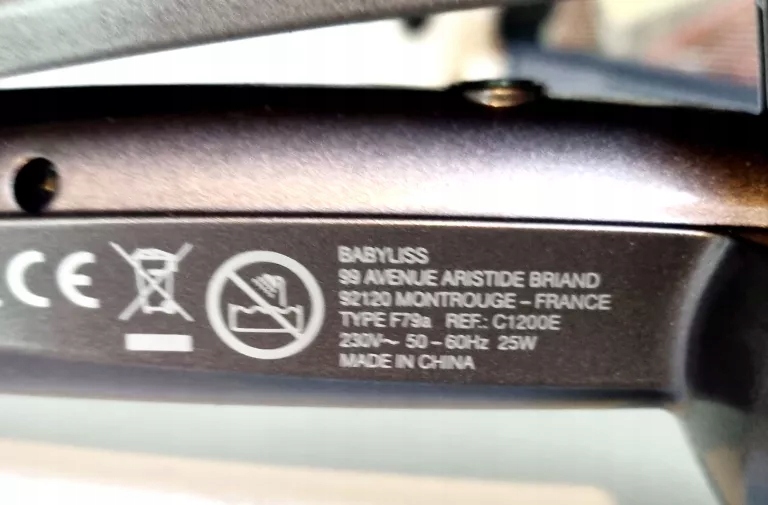 CE
BABYLISS
99 AVENUE ARISTIDE BRIAND
92120 MONTROUGE – FRANCE
TYPE F79a REF.: C1200E
230V~ 50 – 60Hz 25W
MADE IN CHINA